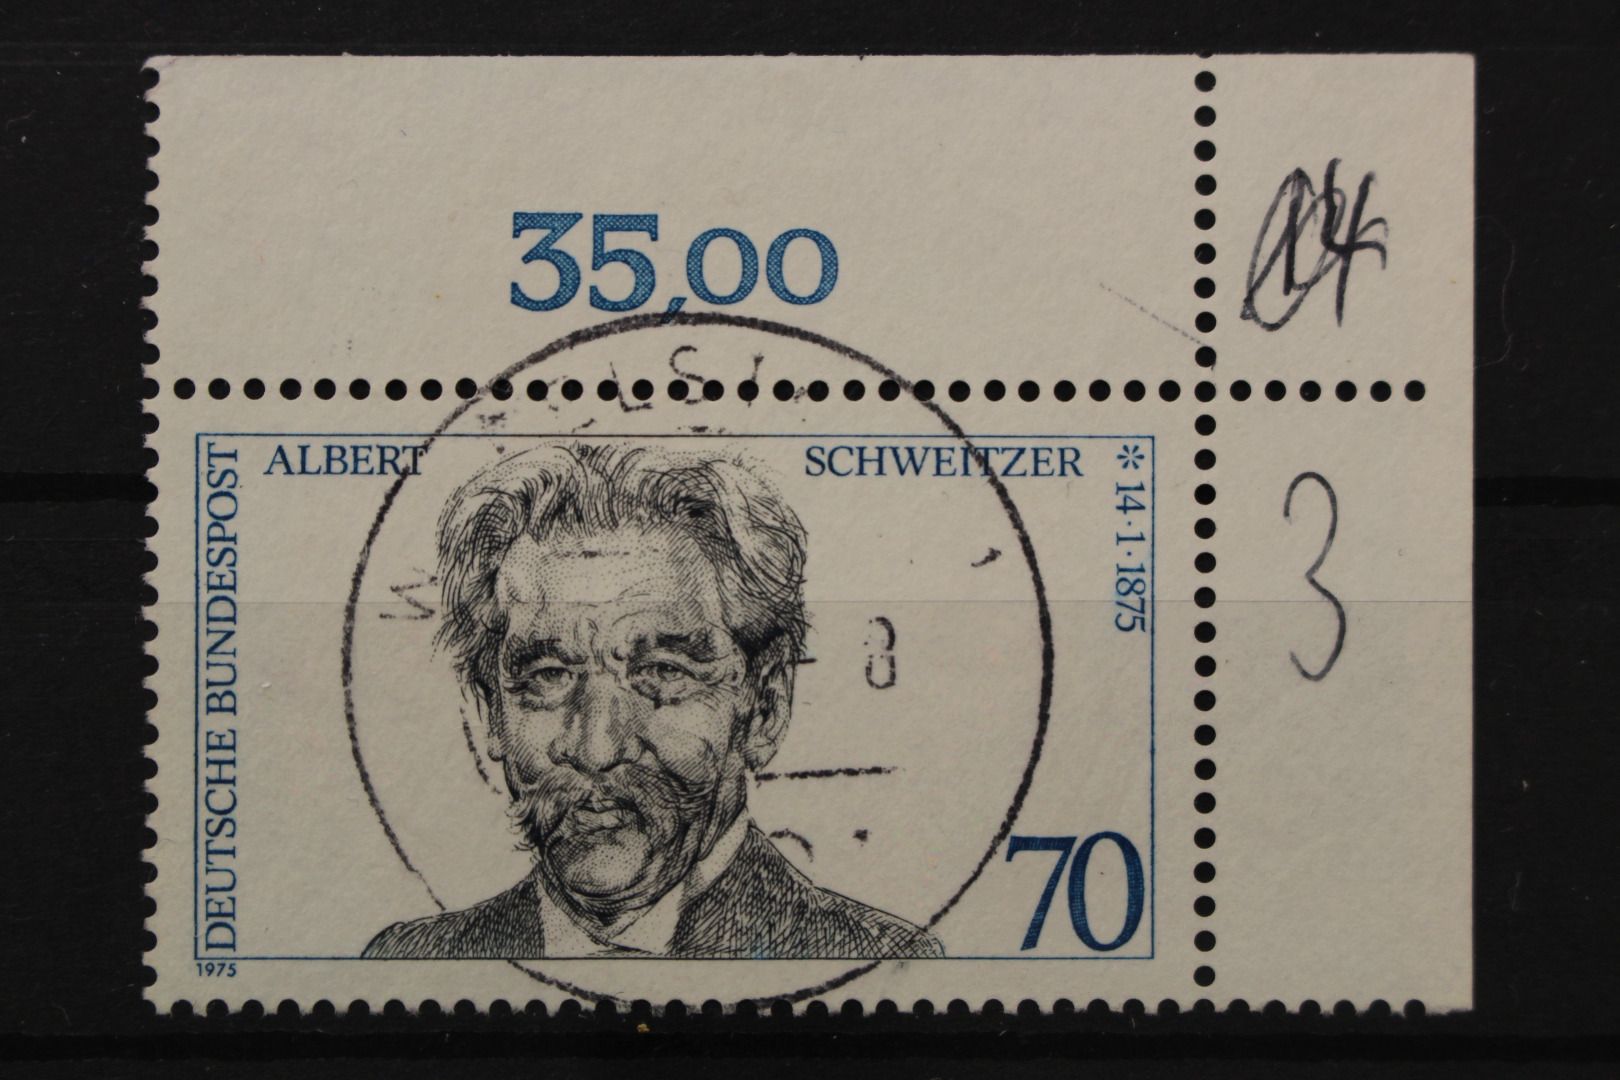 35,00
ALBERT SCHWEITZER
* 14·1·1875
DEUTSCHE BUNDESPOST
70
1975
3